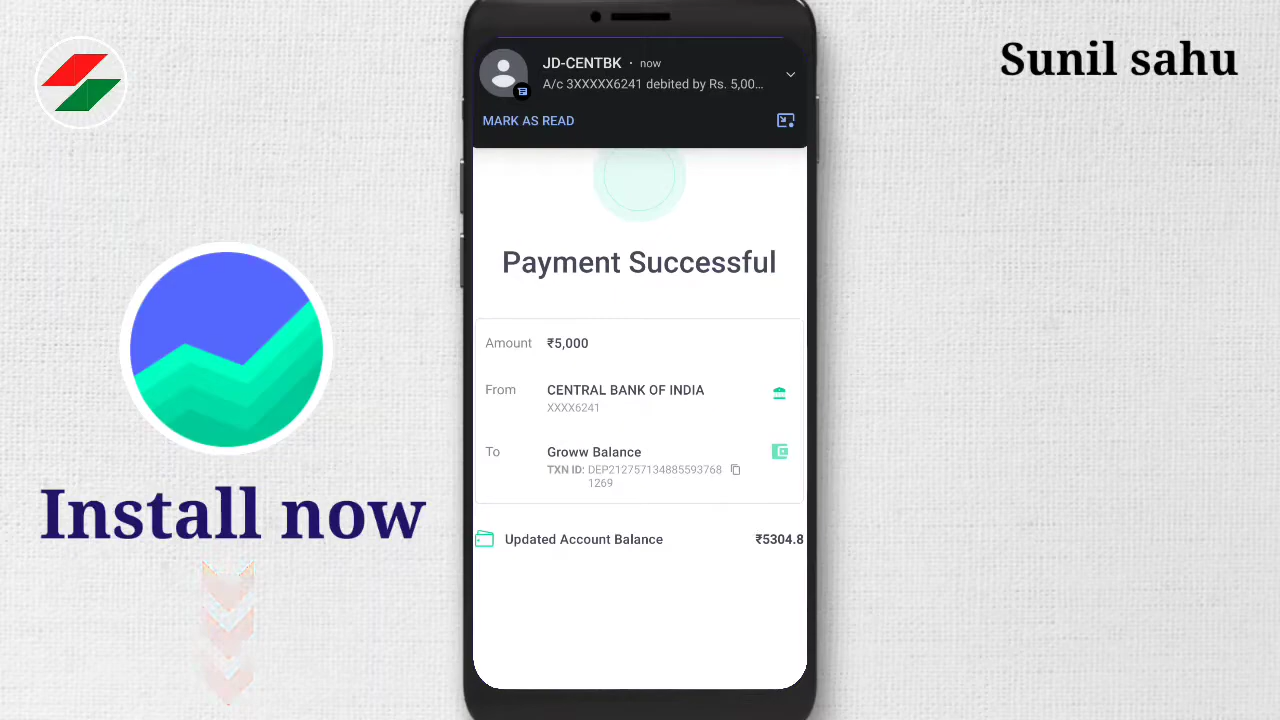 Sunil sahu
JD-CENTBK · now
A/c 3XXXXX6241 debited by Rs. 5,00...
MARK AS READ
Payment Successful
Amount ₹5,000
From CENTRAL BANK OF INDIA
XXXX6241
To Groww Balance
TXN ID: DEP212757134885593768
1269
Updated Account Balance ₹5304.8
Install now